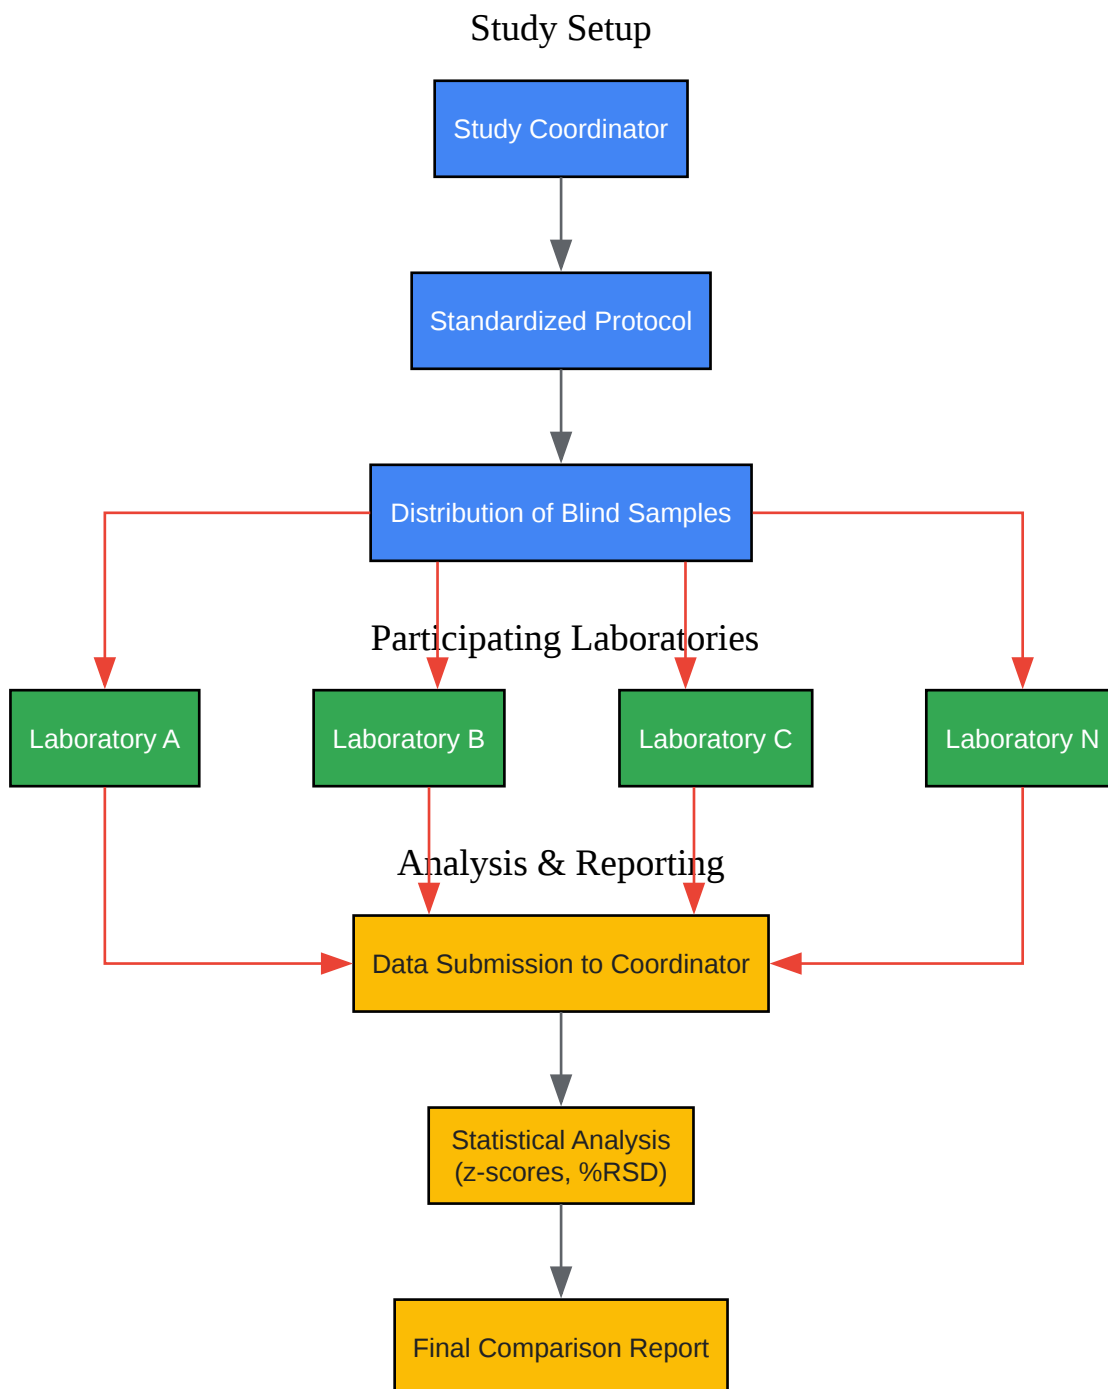 Study Setup
Study Coordinator
Standardized Protocol
Distribution of Blind Samples
Participating Laboratories
Laboratory A
Laboratory B
Laboratory C
Laboratory N
Analysis & Reporting
Data Submission to Coordinator
Statistical Analysis
(z-scores, %RSD)
Final Comparison Report